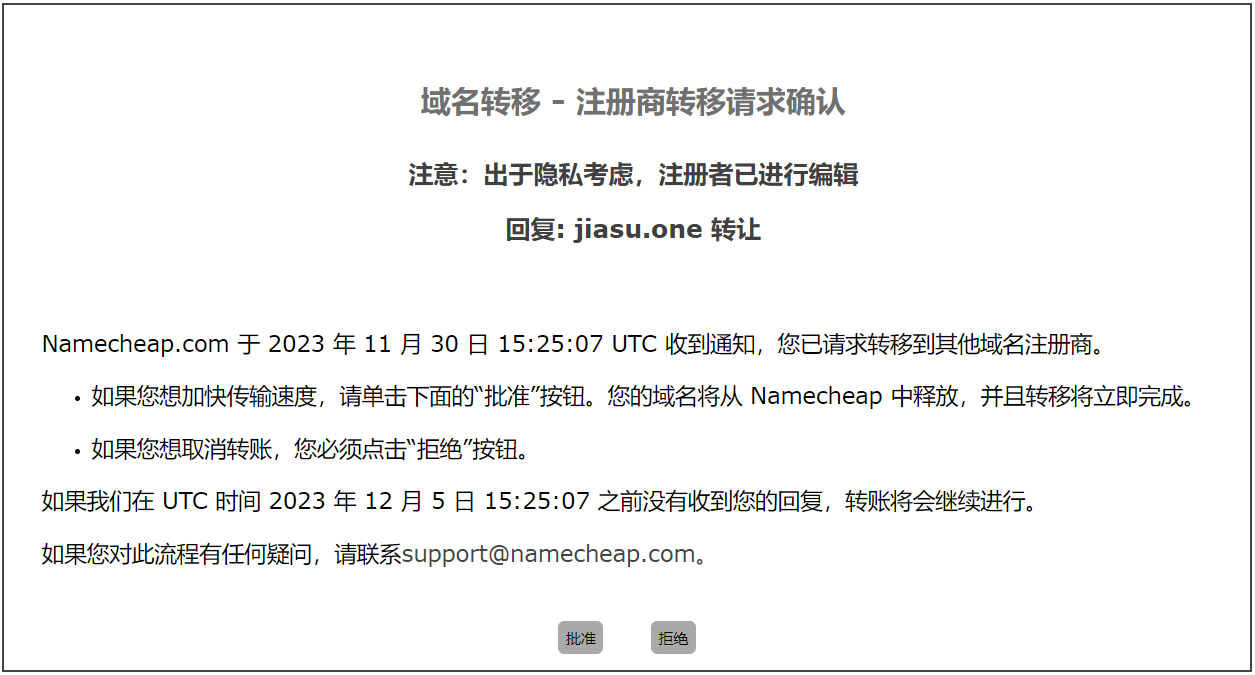 域名转移 – 注册商转移请求确认
注意：出于隐私考虑，注册者已进行编辑
回复: jiasu.one 转让
Namecheap.com 于 2023 年 11 月 30 日 15:25:07 UTC 收到通知，您已请求转移到其他域名注册商。
• 如果您想加快传输速度，请单击下面的“批准”按钮。您的域名将从 Namecheap 中释放，并且转移将立即完成。
• 如果您想取消转账，您必须点击“拒绝”按钮。
如果我们在 UTC 时间 2023 年 12 月 5 日 15:25:07 之前没有收到您的回复，转账将会继续进行。
如果您对此流程有任何疑问，请联系support@namecheap.com。
批准 拒绝